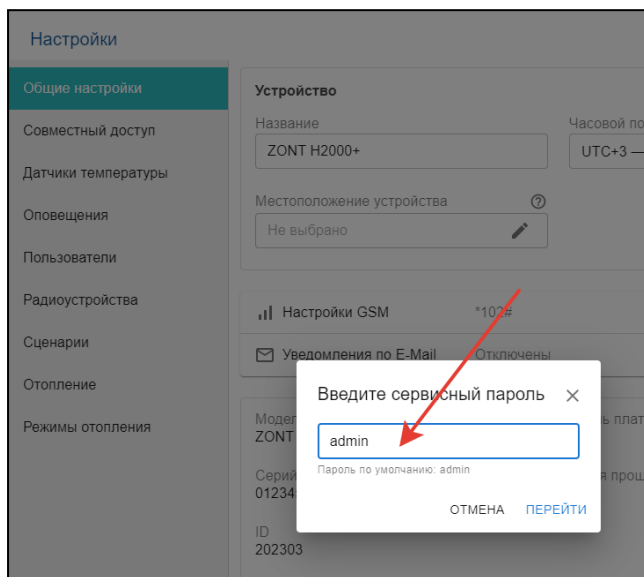 Настройки
Общие настройки
Совместный доступ
Датчики температуры
Оповещения
Пользователи
Радиоустройства
Сценарии
Отопление
Режимы отопления
Устройство
Название
Часовой по
ZONT H2000+
UTC+3 —
Местоположение устройства
Не выбрано
Настройки GSM
*102#
Уведомления по E-Mail
Отключены
Введите сервисный пароль
admin
Пароль по умолчанию: admin
ОТМЕНА ПЕРЕЙТИ
Модел
ь плат
ZONT
Серий
я прош
01234
ID
202303